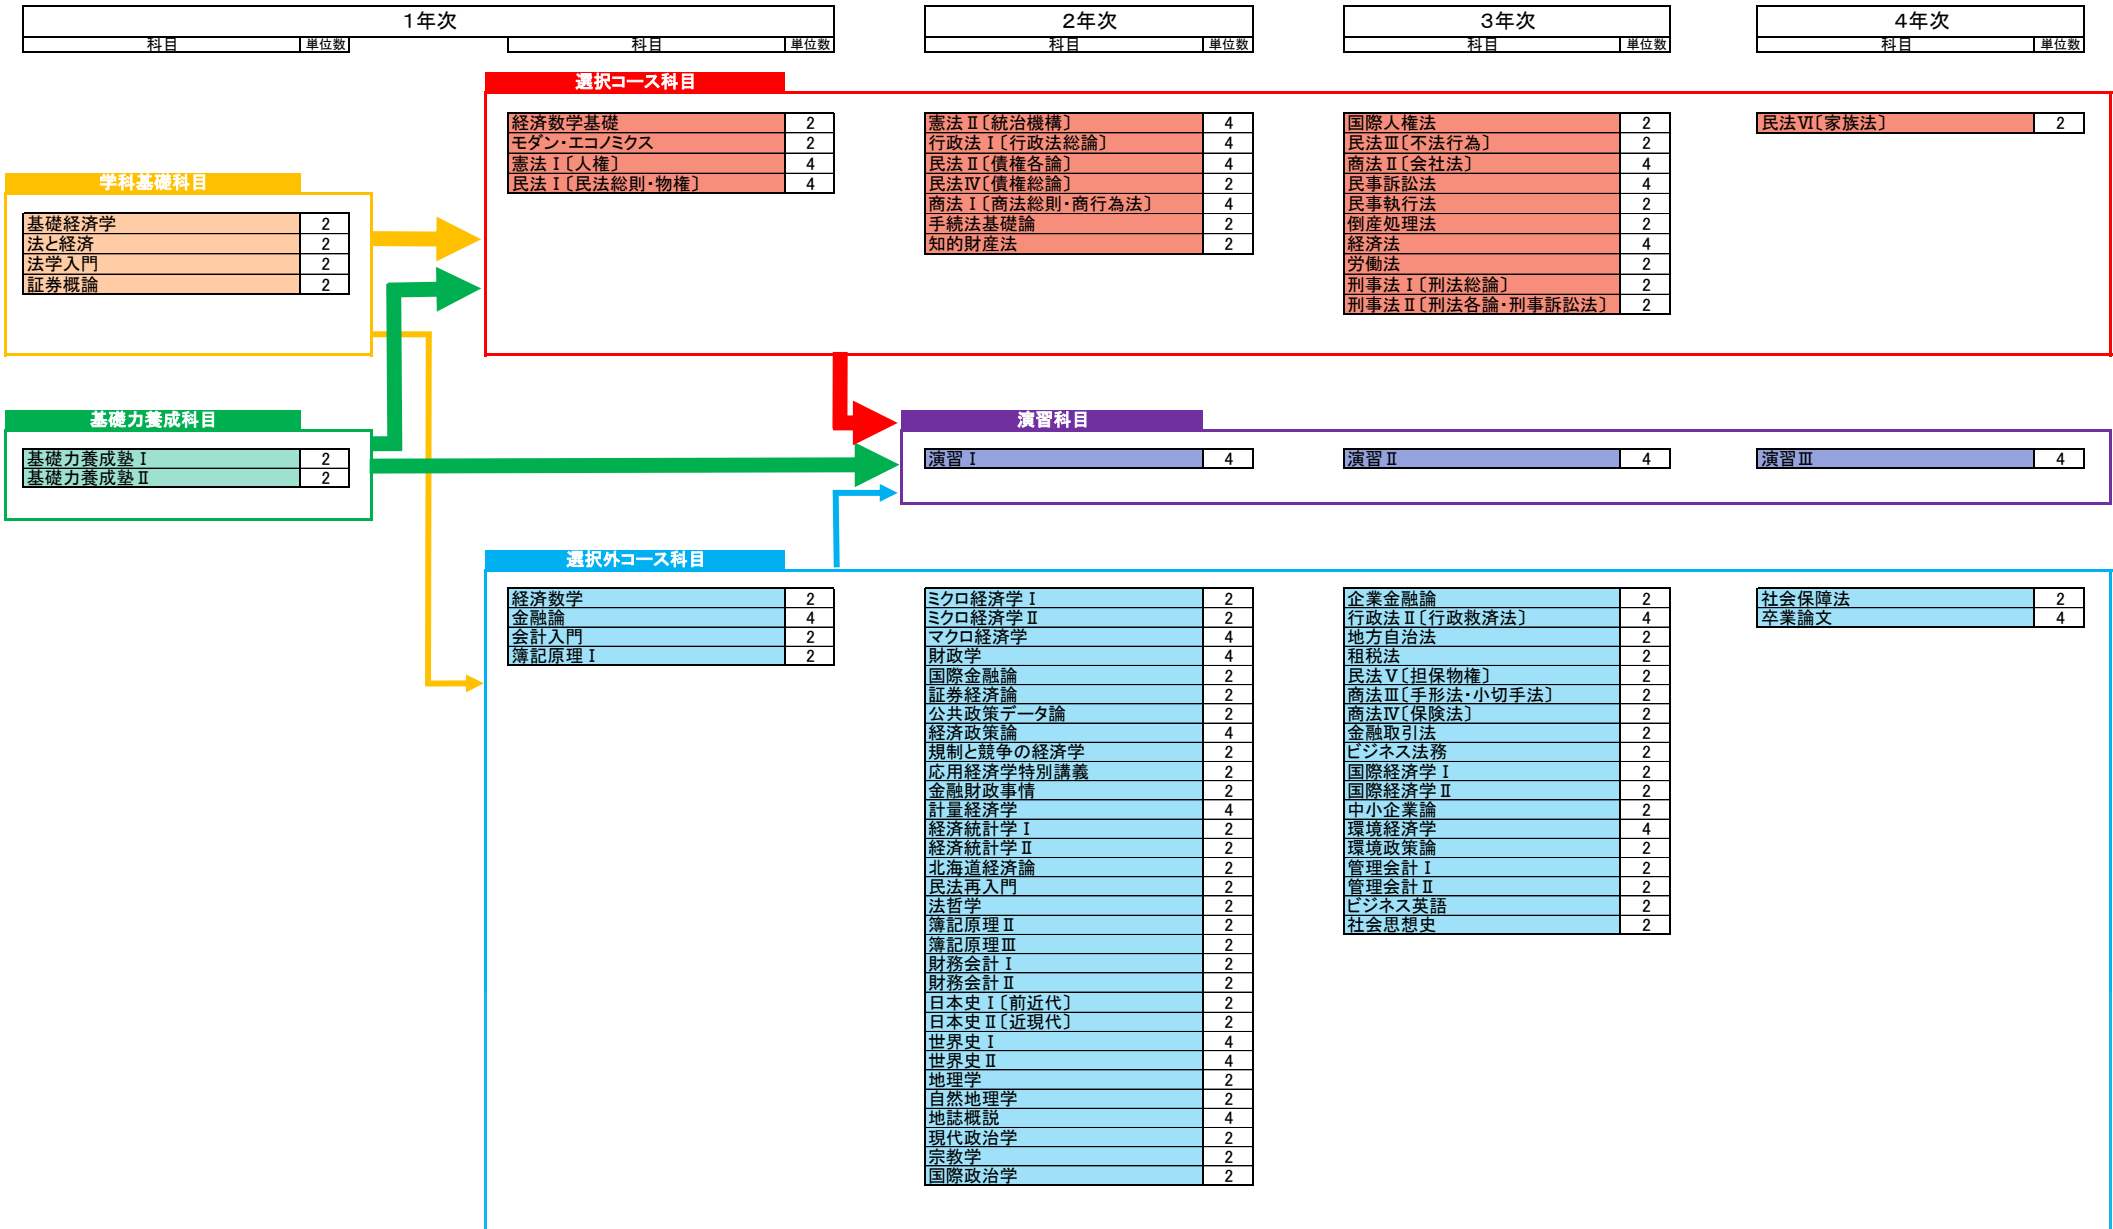 1年次
2年次
3年次
4年次
科目 単位数 科目 単位数
科目 単位数
科目 単位数
科目 単位数
選択コース科目
経済数学基礎 2
モダン・エコノミクス 2
憲法Ⅰ〔人権〕 4
民法Ⅰ〔民法総則・物権〕 4
憲法Ⅱ〔統治機構〕 4
行政法Ⅰ〔行政法総論〕 4
民法Ⅱ〔債権各論〕 4
民法Ⅳ〔債権総論〕 2
商法Ⅰ〔商法総則・商行為法〕 4
手続法基礎論 2
知的財産法 2
国際人権法 2
民法Ⅲ〔不法行為〕 2
商法Ⅱ〔会社法〕 4
民事訴訟法 4
民事執行法 2
倒産処理法 2
経済法 4
労働法 2
刑事法Ⅰ〔刑法総論〕 2
刑事法Ⅱ〔刑法各論・刑事訴訟法〕 2
民法Ⅵ〔家族法〕 2
学科基礎科目
基礎経済学 2
法と経済 2
法学入門 2
証券概論 2
基礎力養成科目
基礎力養成塾Ⅰ 2
基礎力養成塾Ⅱ 2
演習科目
演習Ⅰ 4
演習Ⅱ 4
演習Ⅲ 4
選択外コース科目
経済数学 2
金融論 4
会計入門 2
簿記原理Ⅰ 2
ミクロ経済学Ⅰ 2
ミクロ経済学Ⅱ 2
マクロ経済学 4
財政学 4
国際金融論 2
証券経済論 2
公共政策データ論 2
経済政策論 4
規制と競争の経済学 2
応用経済学特別講義 2
金融財政事情 2
計量経済学 4
経済統計学Ⅰ 2
経済統計学Ⅱ 2
北海道経済論 2
民法再入門 2
法哲学 2
簿記原理Ⅱ 2
簿記原理Ⅲ 2
財務会計Ⅰ 2
財務会計Ⅱ 2
日本史Ⅰ〔前近代〕 2
日本史Ⅱ〔近現代〕 2
世界史Ⅰ 4
世界史Ⅱ 4
地理学 2
自然地理学 2
地誌概説 4
現代政治学 2
宗教学 2
国際政治学 2
企業金融論 2
行政法Ⅱ〔行政救済法〕 4
地方自治法 2
租税法 2
民法Ⅴ〔担保物権〕 2
商法Ⅲ〔手形法・小切手法〕 2
商法Ⅳ〔保険法〕 2
金融取引法 2
ビジネス法務 2
国際経済学Ⅰ 2
国際経済学Ⅱ 2
中小企業論 2
環境経済学 4
環境政策論 2
管理会計Ⅰ 2
管理会計Ⅱ 2
ビジネス英語 2
社会思想史 2
社会保障法 2
卒業論文 4